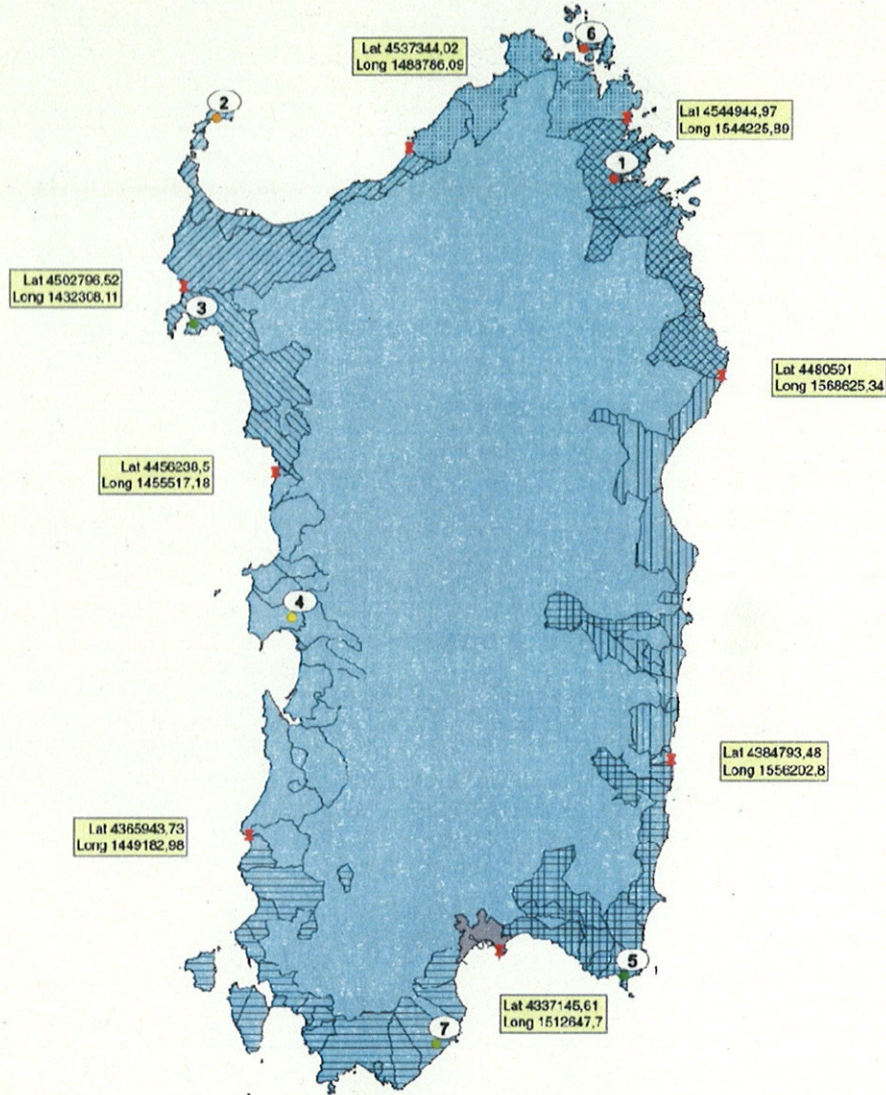 6
Lat 4537344,02
Long 1488786,09
2
Lat 4544944,97
Long 1544225,89
1
Lat 4502796,52
Long 1432308,11
3
Lat 4480591
Long 1568625,34
Lat 4456238,5
Long 1455517,18
4
Lat 4384793,48
Long 1556202,8
Lat 4365943,73
Long 1449182,98
5
Lat 4337145,61
Long 1512647,7
7